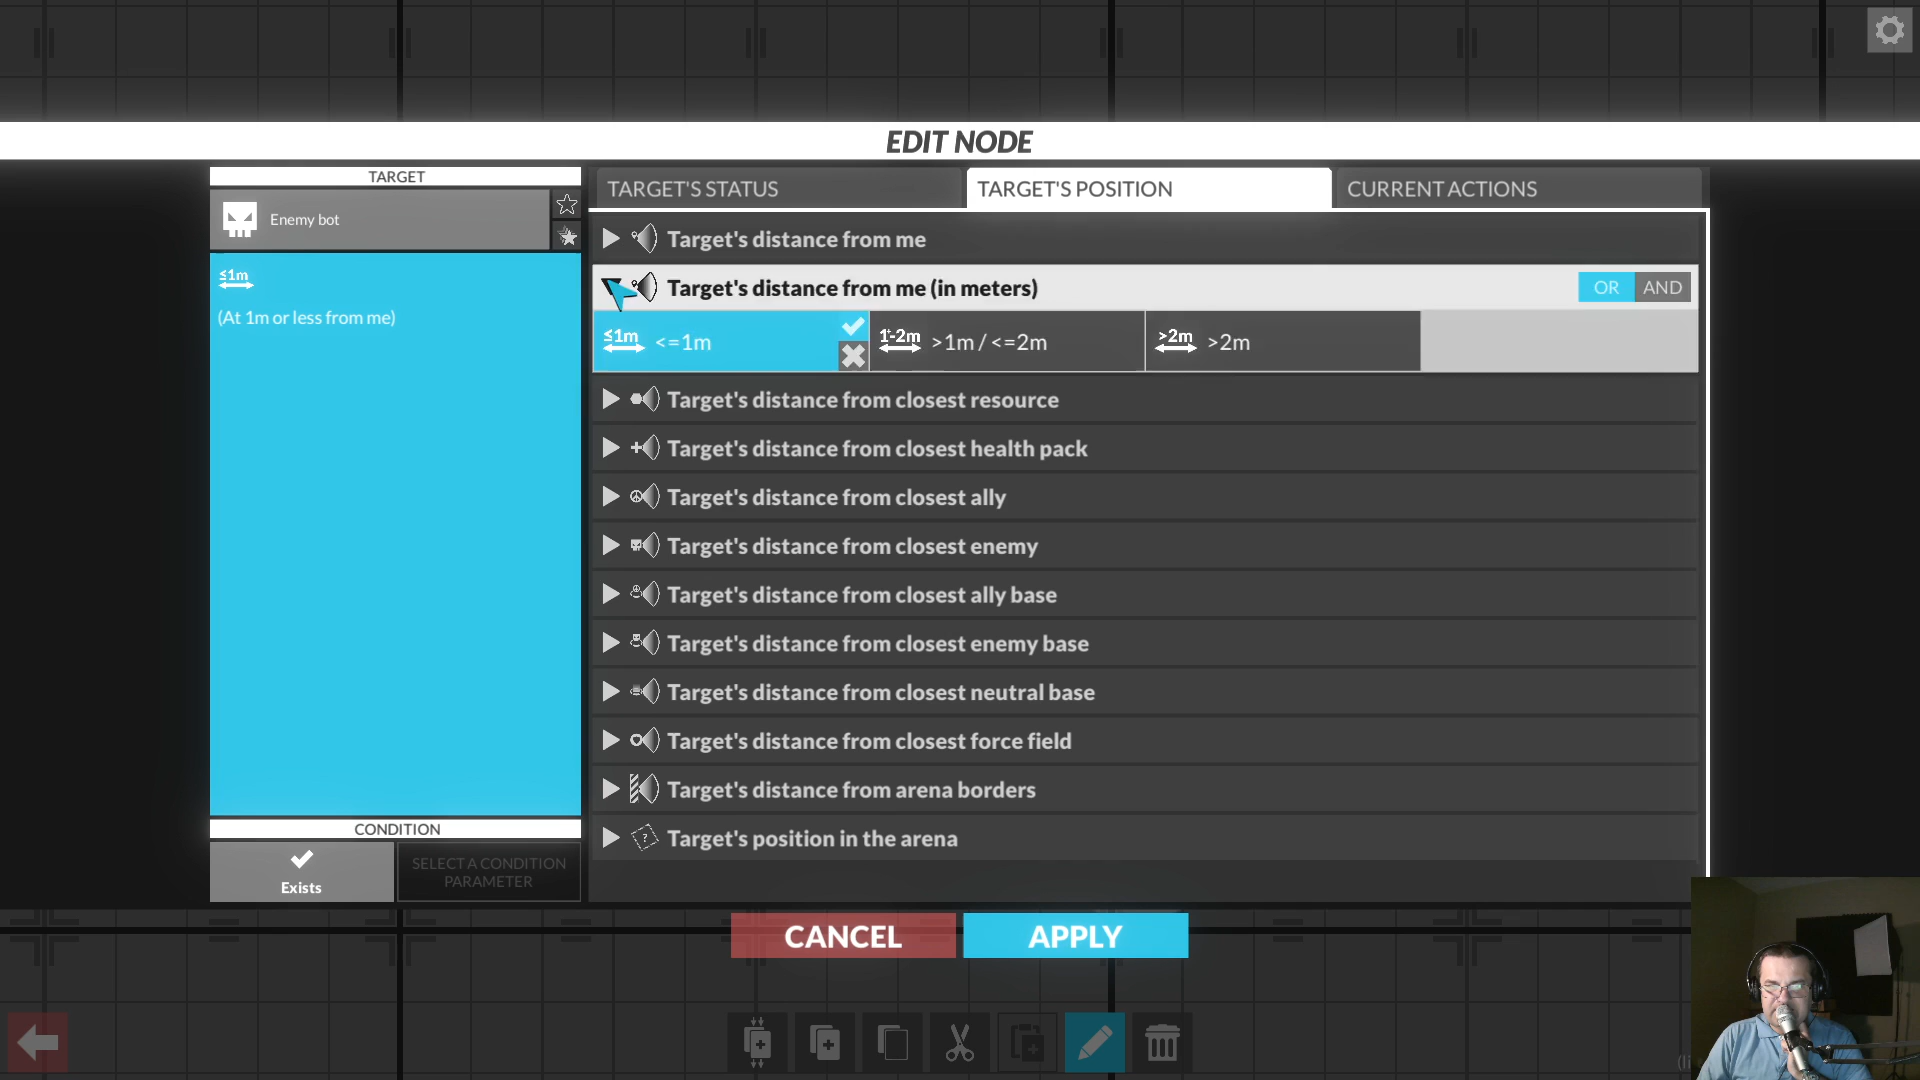 EDIT NODE
TARGET
Enemy bot
≤1m
(At 1m or less from me)
CONDITION
Exists
SELECT A CONDITION
PARAMETER
TARGET'S STATUS
TARGET'S POSITION
CURRENT ACTIONS
Target's distance from me
Target's distance from me (in meters)
OR AND
≤1m <=1m
1-2m >1m / <=2m
>2m >2m
Target's distance from closest resource
Target's distance from closest health pack
Target's distance from closest ally
Target's distance from closest enemy
Target's distance from closest ally base
Target's distance from closest enemy base
Target's distance from closest neutral base
Target's distance from closest force field
Target's distance from arena borders
? Target's position in the arena
CANCEL
APPLY